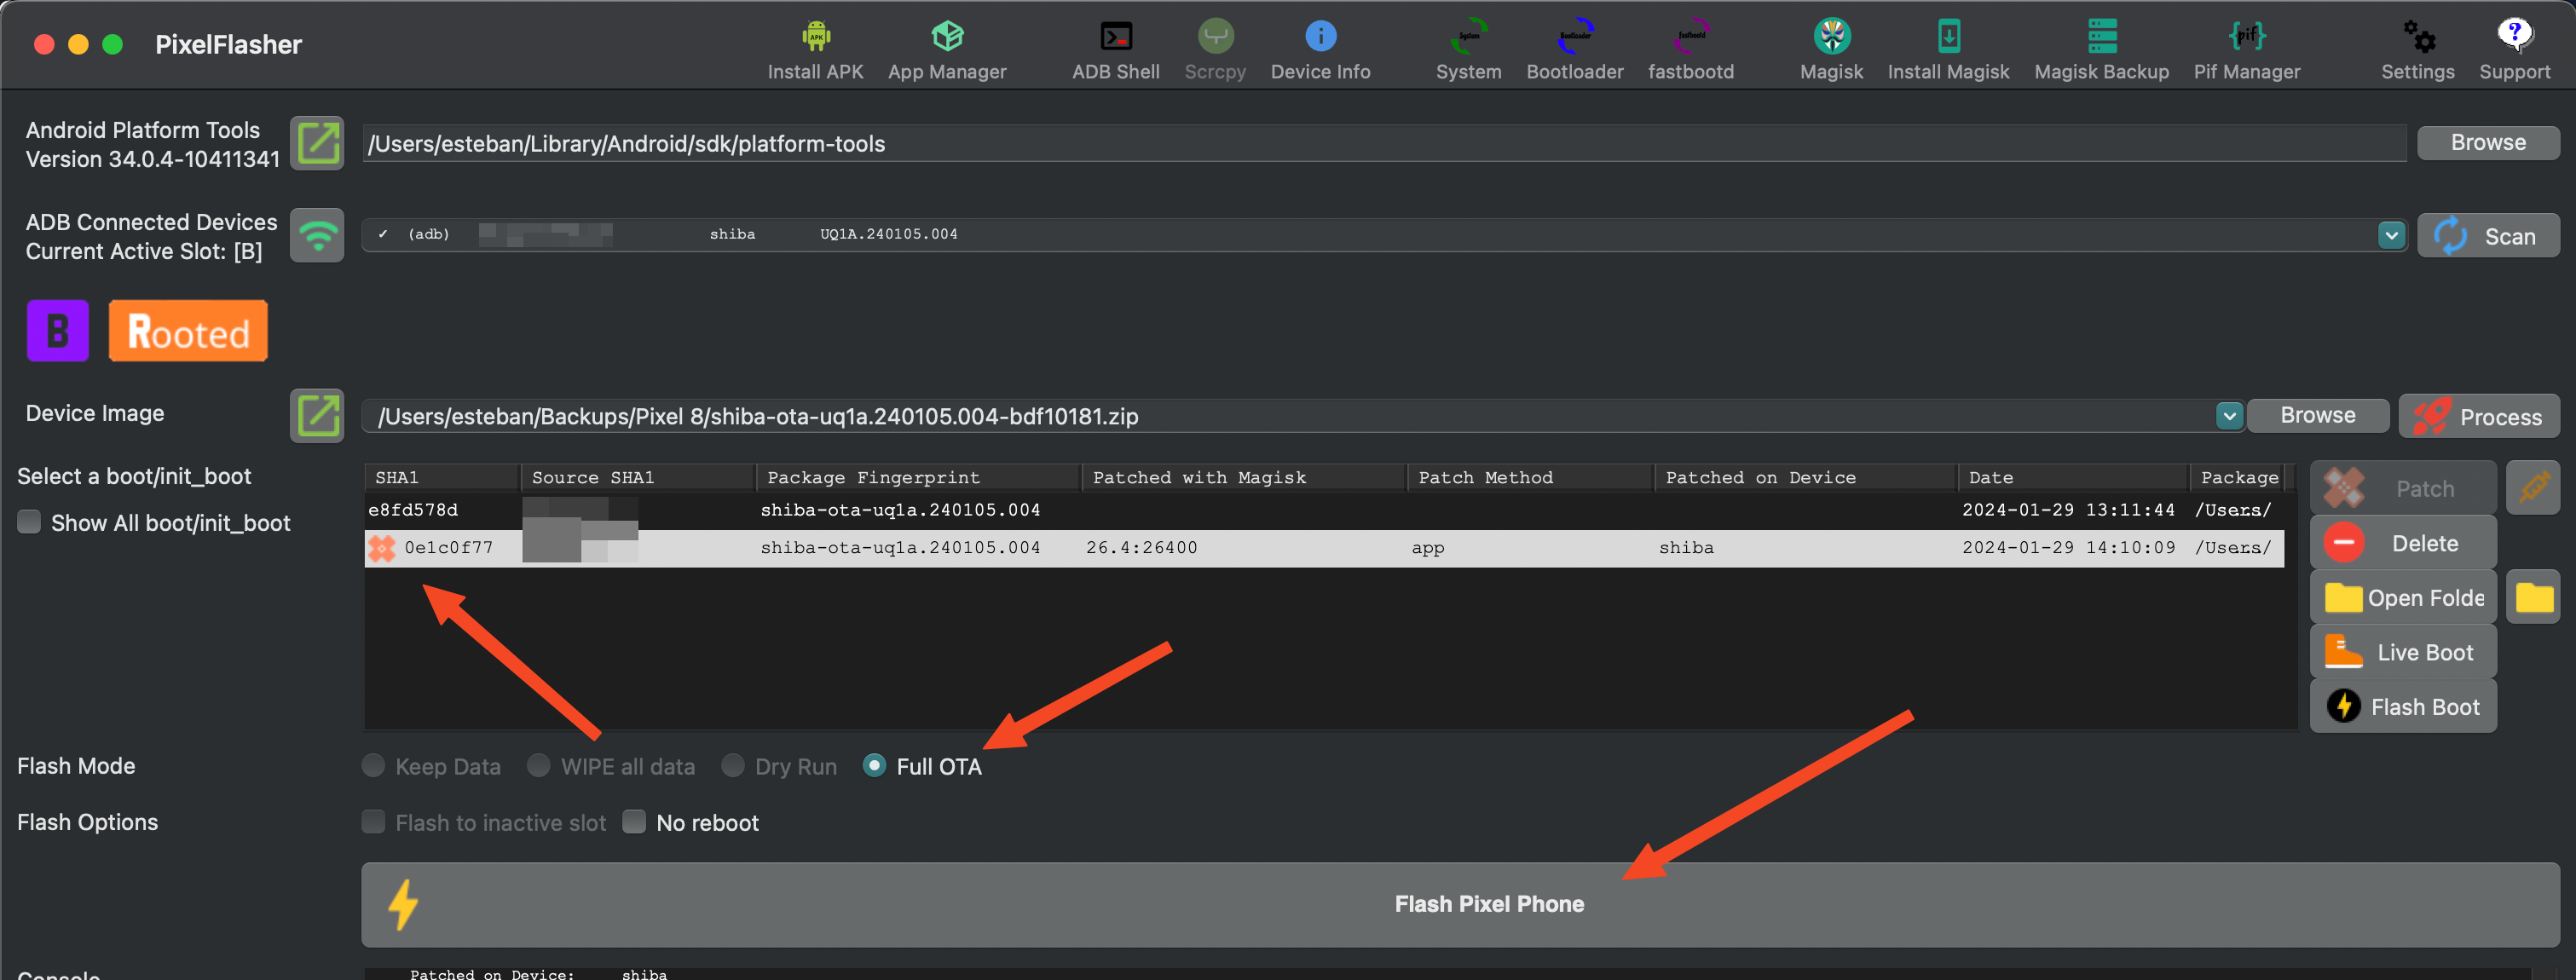 PixelFlasher
Install APK
App Manager
ADB Shell
Scrcpy
Device Info
System
Bootloader
fastbootd
Magisk
Install Magisk
Magisk Backup
Pif Manager
Settings
Support
Android Platform Tools
Version 34.0.4-10411341
/Users/esteban/Library/Android/sdk/platform-tools
Browse
ADB Connected Devices
Current Active Slot: [B]
✓ (adb) shiba UQ1A.240105.004
Scan
B
Rooted
Device Image
/Users/esteban/Backups/Pixel 8/shiba-ota-uq1a.240105.004-bdf10181.zip
Browse
Process
Select a boot/init_boot
Show All boot/init_boot
SHA1 Source SHA1 Package Fingerprint Patched with Magisk Patch Method Patched on Device Date Package
e8fd578d shiba-ota-uq1a.240105.004 2024-01-29 13:11:44 /Users/
0e1c0f77 shiba-ota-uq1a.240105.004 26.4:26400 app shiba 2024-01-29 14:10:09 /Users/
Patch
Delete
Open Folde
Live Boot
Flash Boot
Flash Mode
Keep Data
WIPE all data
Dry Run
Full OTA
Flash Options
Flash to inactive slot
No reboot
Flash Pixel Phone
Console
Patched on Device: shiba